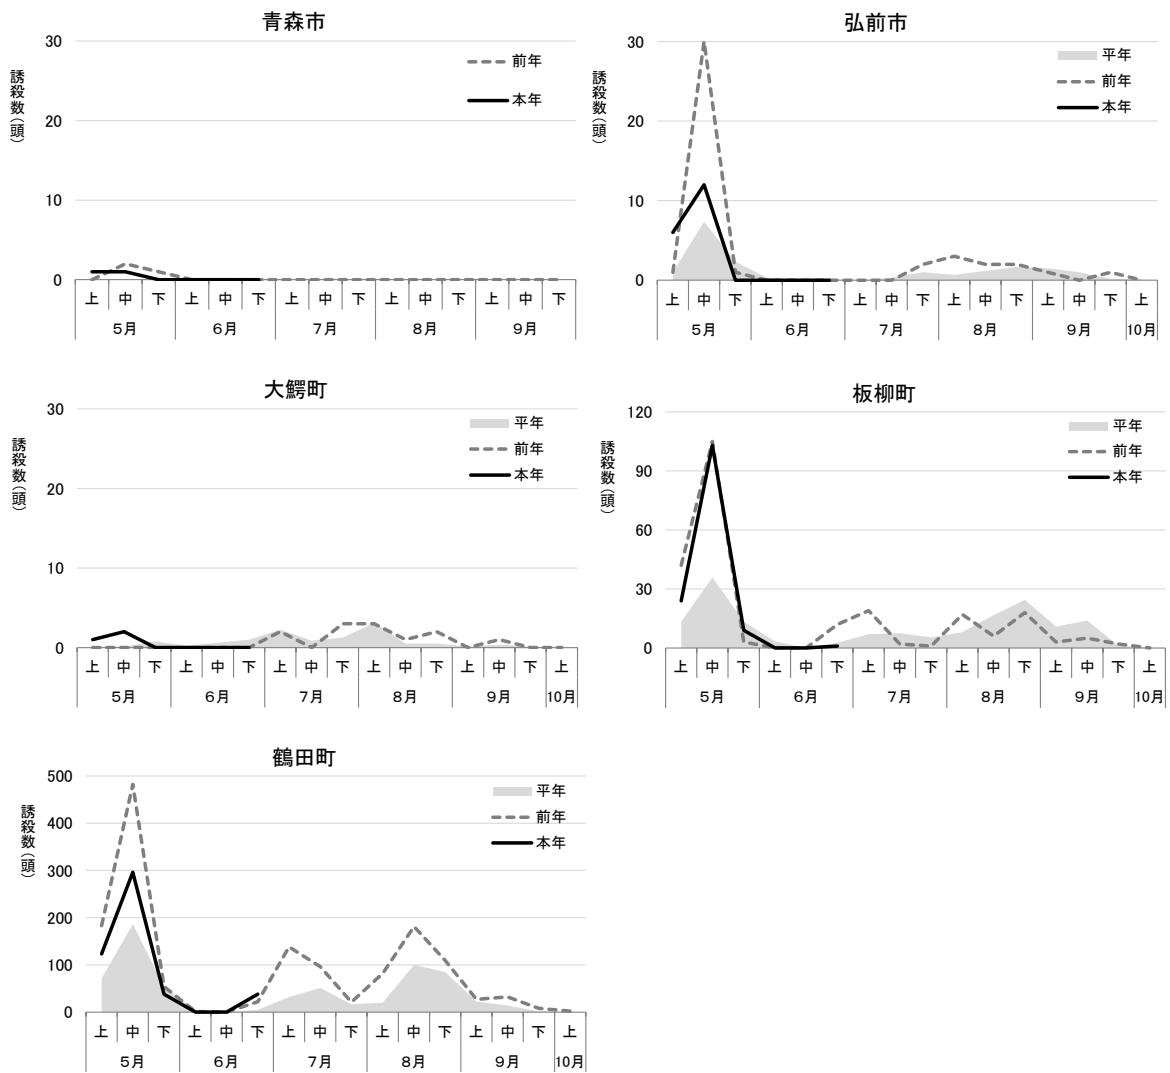 青森市
誘殺数(頭)
30
20
10
0
前年
本年
上 中 下 上 中 下 上 中 下 上 中 下 上 中 下
5月 6月 7月 8月 9月
弘前市
誘殺数(頭)
30
20
10
0
平年
前年
本年
上 中 下 上 中 下 上 中 下 上 中 下 上 中 下 上
5月 6月 7月 8月 9月 10月
大鰐町
誘殺数(頭)
30
20
10
0
平年
前年
本年
上 中 下 上 中 下 上 中 下 上 中 下 上 中 下 上
5月 6月 7月 8月 9月 10月
板柳町
誘殺数(頭)
120
90
60
30
0
平年
前年
本年
上 中 下 上 中 下 上 中 下 上 中 下 上 中 下 上
5月 6月 7月 8月 9月 10月
鶴田町
誘殺数(頭)
500
400
300
200
100
0
平年
前年
本年
上 中 下 上 中 下 上 中 下 上 中 下 上 中 下 上
5月 6月 7月 8月 9月 10月